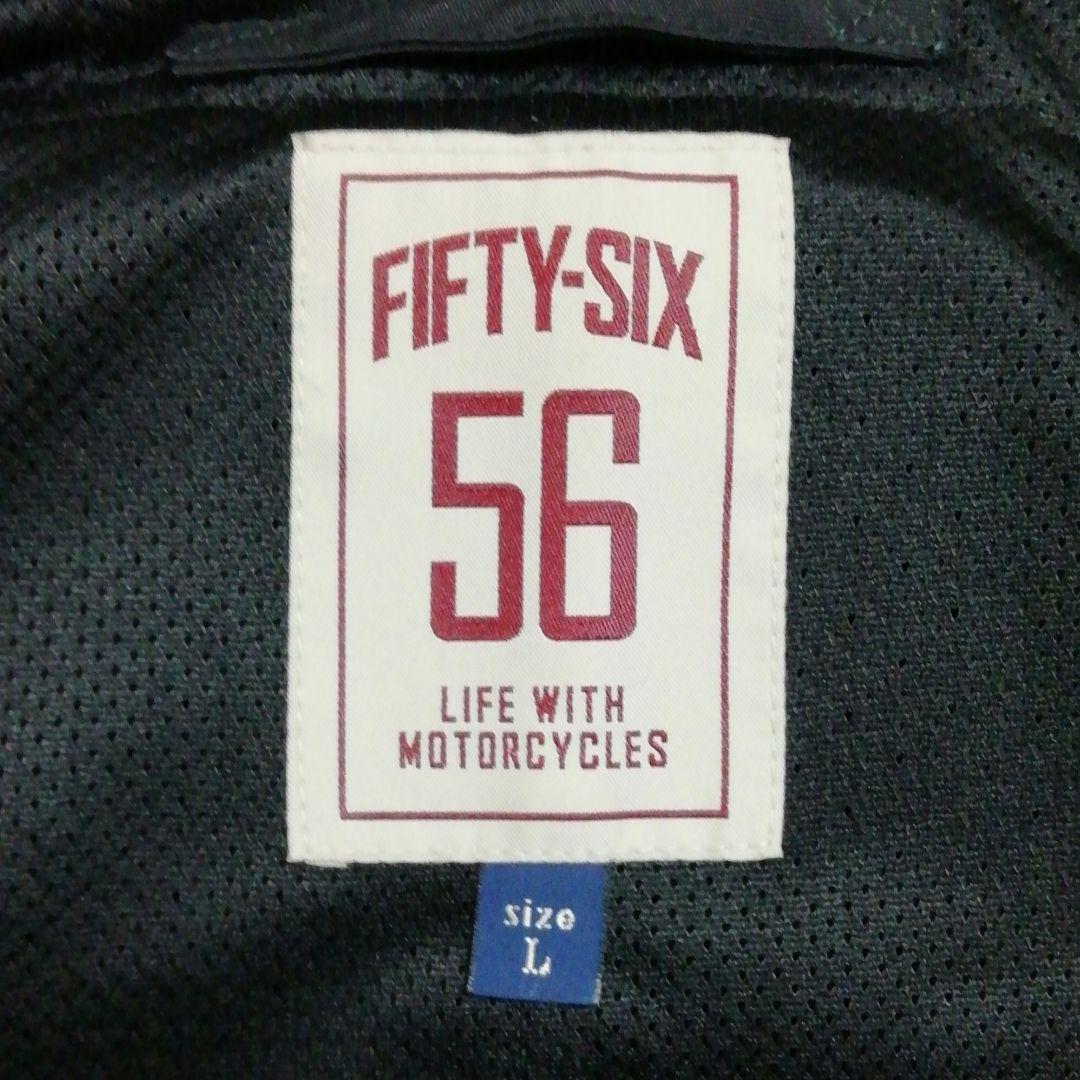 FIFTY-SIX
56
LIFE WITH
MOTORCYCLES
size
L